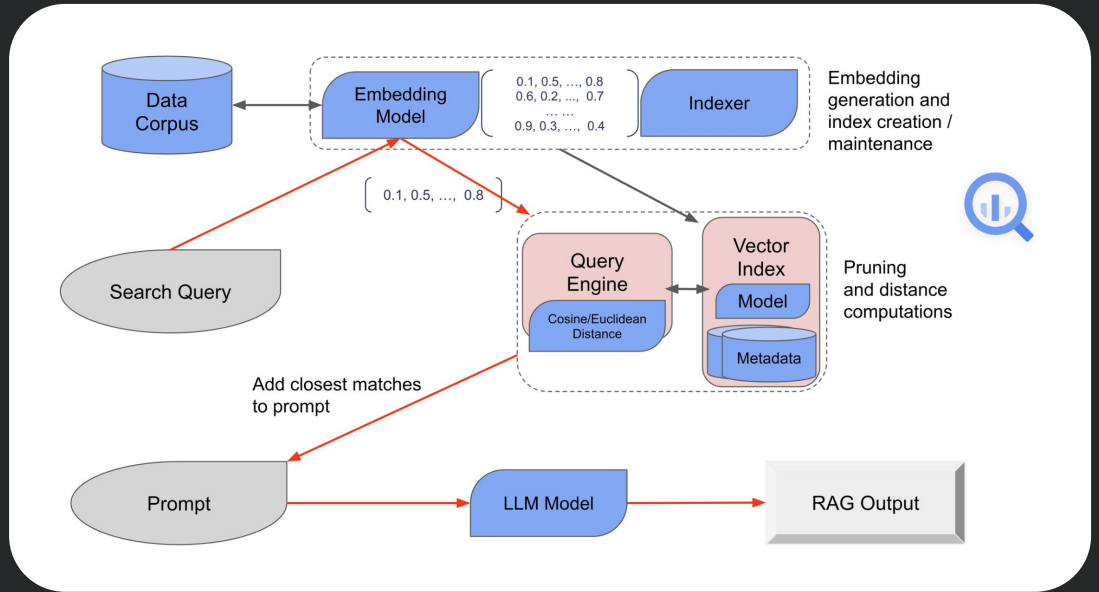 Data
Corpus
Embedding
Model
0.1, 0.5, …, 0.8
0.6, 0.2, ..., 0.7
… …
0.9, 0.3, …, 0.4
Indexer
Embedding
generation and
index creation /
maintenance
0.1, 0.5, …, 0.8
Search Query
Query
Engine
Cosine/Euclidean
Distance
Vector
Index
Model
Metadata
Pruning
and distance
computations
Add closest matches
to prompt
Prompt
LLM Model
RAG Output